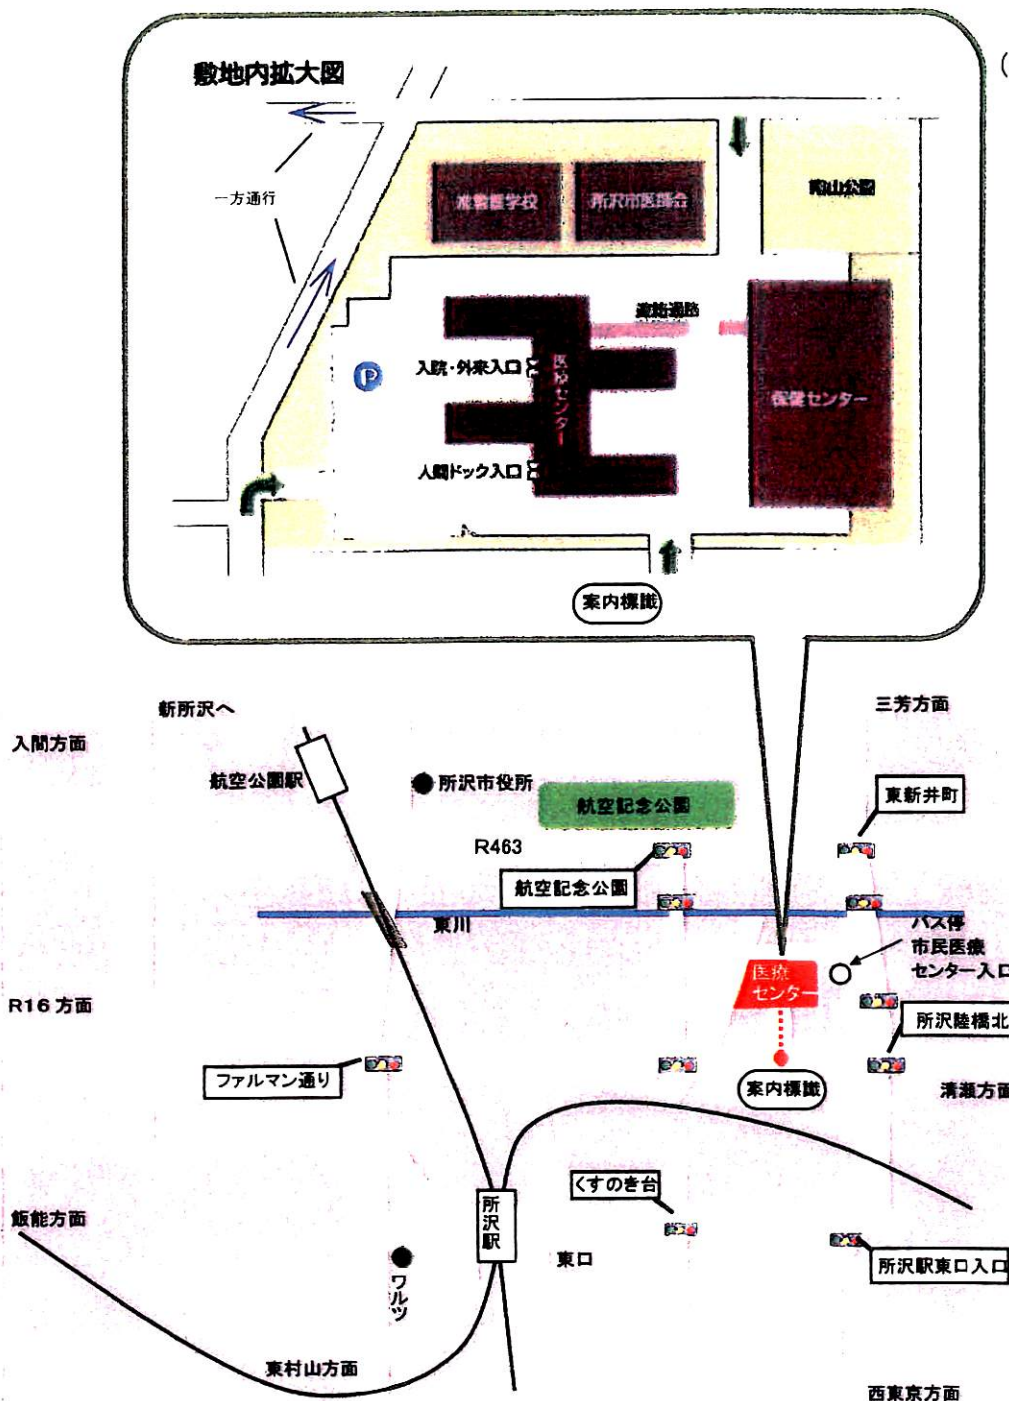 敷地内拡大図
(
一方通行
准看護学校
所沢市医師会
連絡通路
P
入院・外来入口
医療センター
保健センター
人間ドック入口
案内標識
新所沢へ
三芳方面
入間方面
航空公園駅
所沢市役所
航空記念公園
東新井町
R463
航空記念公園
東川
バス停
市民医療
センター入口
医療
センター
R16 方面
所沢陸橋北
ファルマン通り
案内標識
清瀬方面
くすのき台
所沢駅
飯能方面
東口
ワルツ
所沢駅東口入口
東村山方面
西東京方面